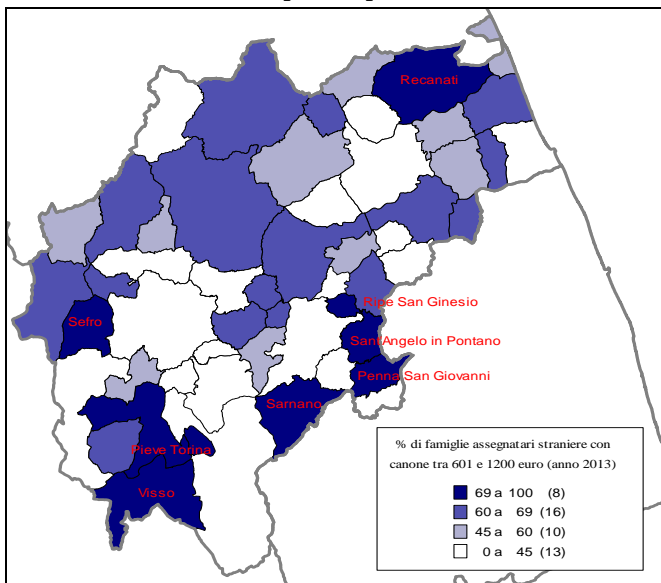 Recanati
Ripe San Ginesio
Sefro
Sant'Angelo in Pontano
Penna San Giovanni
Sarnano
Pieve Torina
Visso
% di famiglie assegnatari straniere con
canone tra 601 e 1200 euro (anno 2013)
69 a 100 (8)
60 a 69 (16)
45 a 60 (10)
0 a 45 (13)